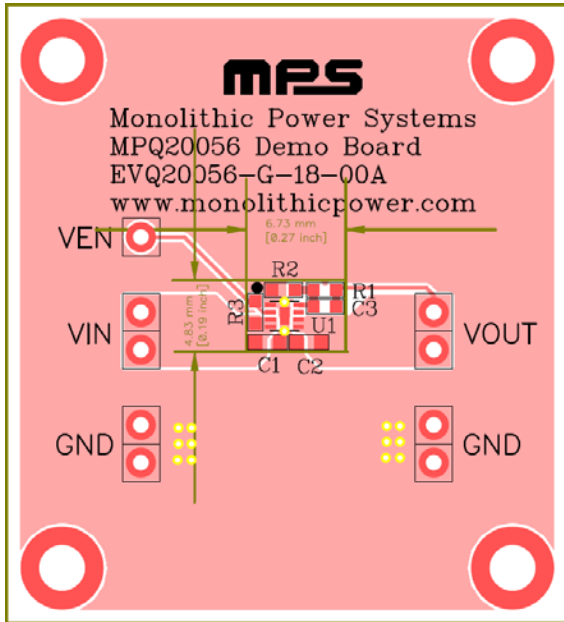 mps
Monolithic Power Systems
MPQ20056 Demo Board
EVQ20056-G-18-00A
www.monolithicpower.com
6.73 mm
[0.27 inch]
VEN
R2
R1
4.83 mm
[0.19 inch]
R3
C3
VIN
U1
VOUT
C1
C2
GND
GND